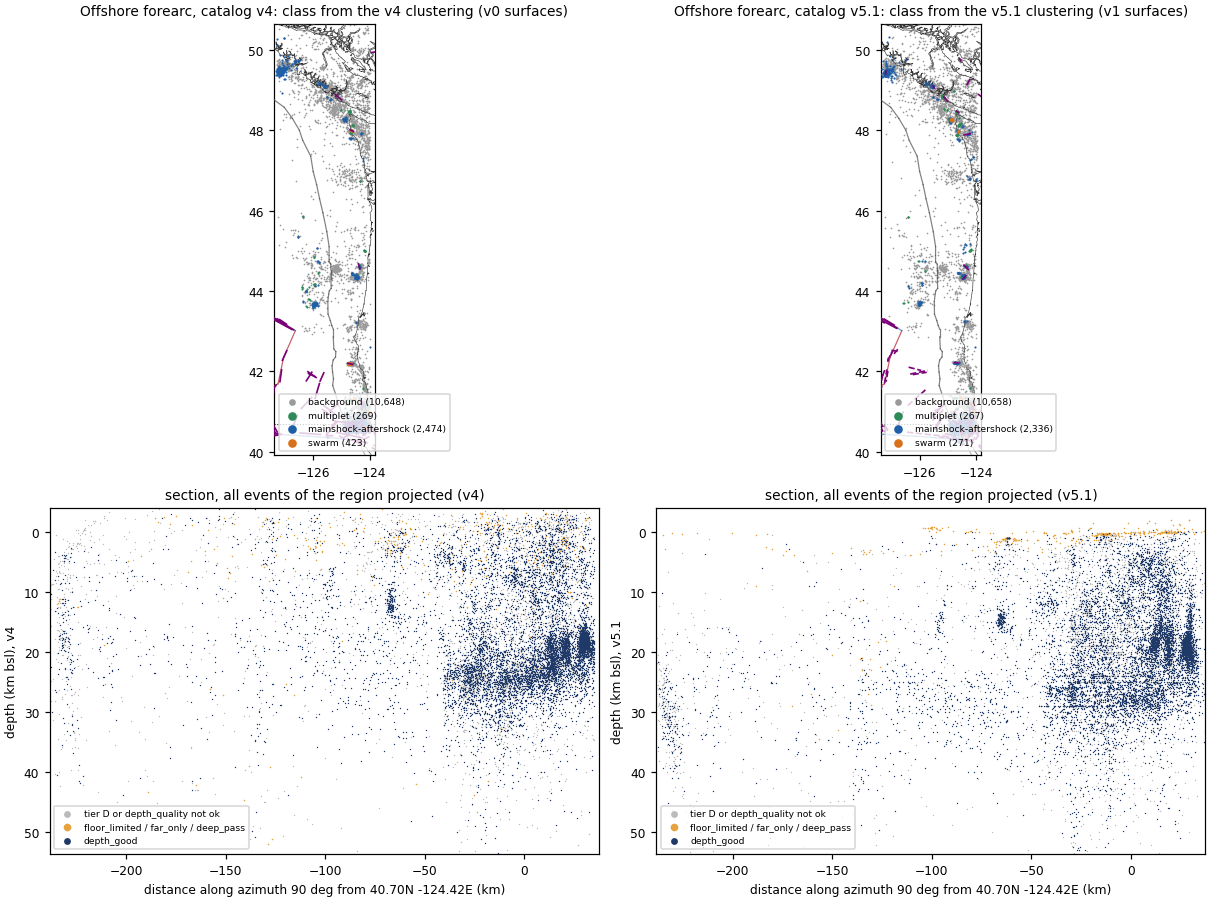 Offshore forearc, catalog v4: class from the v4 clustering (v0 surfaces)
50
48
46
44
42
40
−126
−124
background (10,648)
multiplet (269)
mainshock-aftershock (2,474)
swarm (423)
Offshore forearc, catalog v5.1: class from the v5.1 clustering (v1 surfaces)
50
48
46
44
42
40
−126
−124
background (10,658)
multiplet (267)
mainshock-aftershock (2,336)
swarm (271)
section, all events of the region projected (v4)
depth (km bsl), v4
0
10
20
30
40
50
tier D or depth_quality not ok
floor_limited / far_only / deep_pass
depth_good
−200
−150
−100
−50
0
distance along azimuth 90 deg from 40.70N -124.42E (km)
section, all events of the region projected (v5.1)
depth (km bsl), v5.1
0
10
20
30
40
50
tier D or depth_quality not ok
floor_limited / far_only / deep_pass
depth_good
−200
−150
−100
−50
0
distance along azimuth 90 deg from 40.70N -124.42E (km)